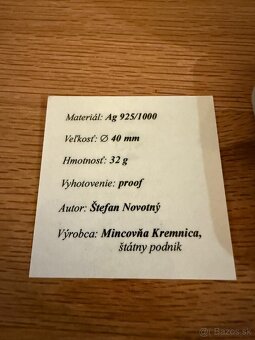 Materiál: Ag 925/1000
Veľkosť: ∅ 40 mm
Hmotnosť: 32 g
Vyhotovenie: proof
Autor: Štefan Novotný
Výrobca: Mincovňa Kremnica,
štátny podnik
Bazos.sk